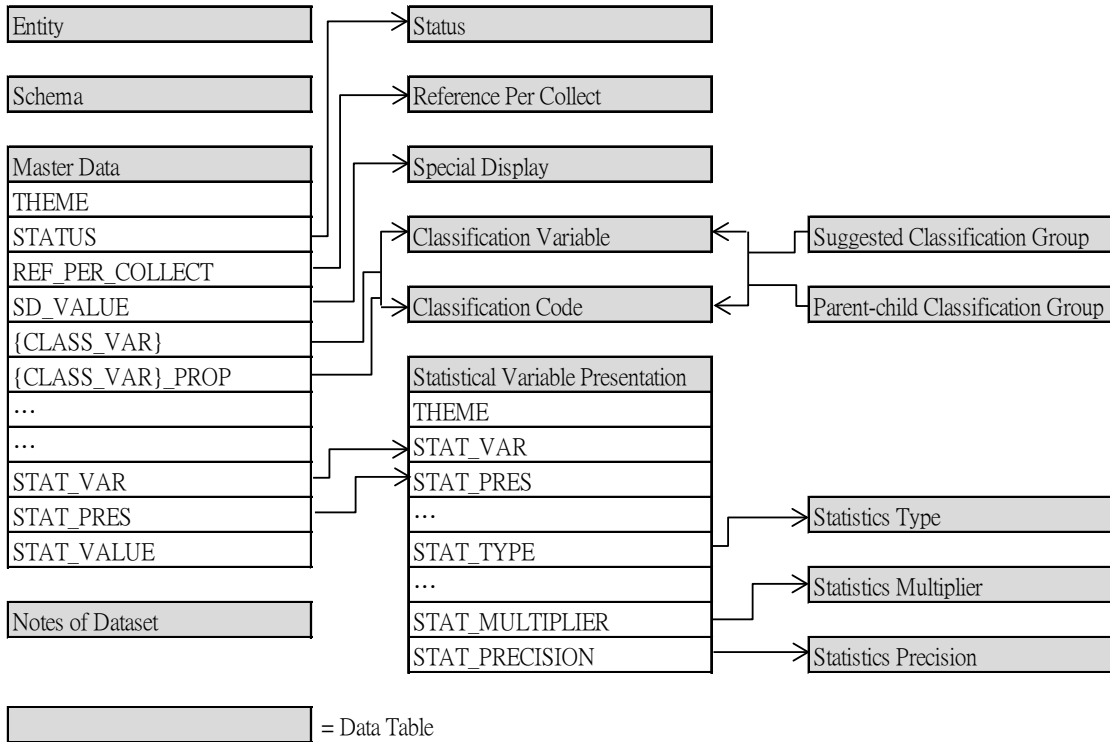 Entity
Schema
Master Data
THEME
STATUS
REF_PER_COLLECT
SD_VALUE
{CLASS_VAR}
{CLASS_VAR}_PROP
…
…
STAT_VAR
STAT_PRES
STAT_VALUE
Notes of Dataset
Status
Reference Per Collect
Special Display
Classification Variable
Classification Code
Statistical Variable Presentation
THEME
STAT_VAR
STAT_PRES
…
STAT_TYPE
…
STAT_MULTIPLIER
STAT_PRECISION
Suggested Classification Group
Parent-child Classification Group
Statistics Type
Statistics Multiplier
Statistics Precision
= Data Table